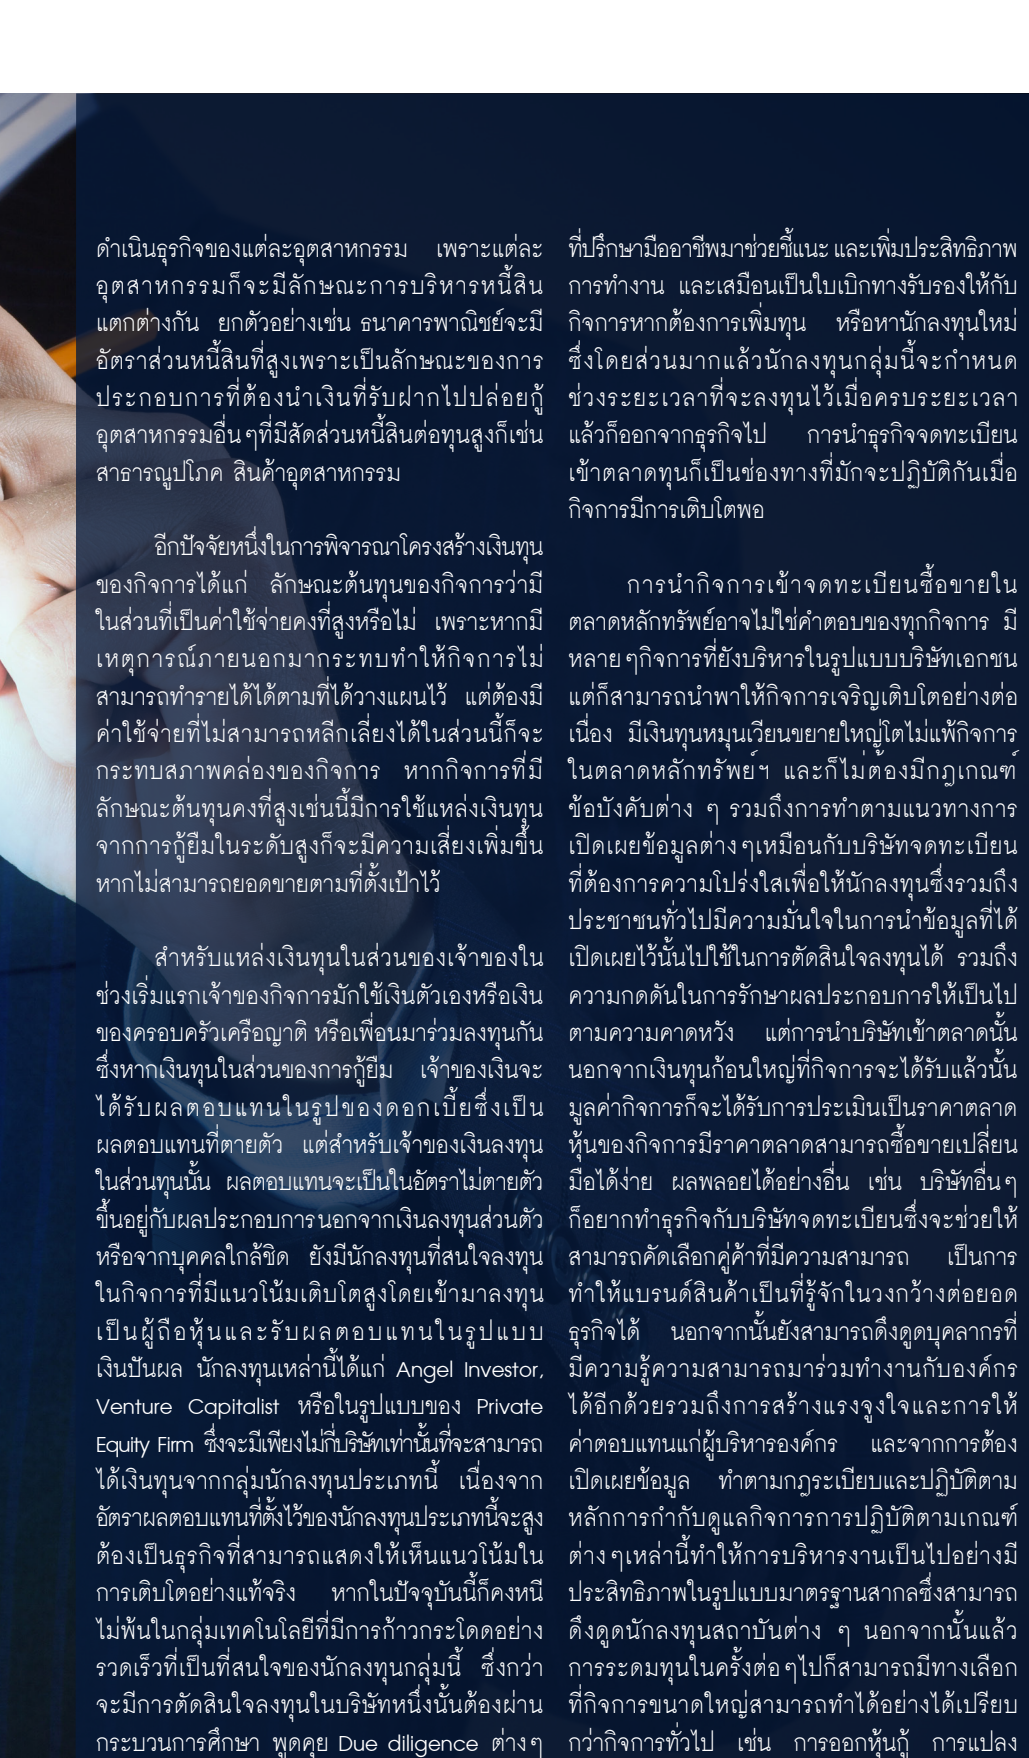 ดำเนินธุรกิจของแต่ละอุตสาหกรรม เพราะแต่ละ
อุตสาหกรรมก็จะมีลักษณะการบริหารหนี้สิน
แตกต่างกัน ยกตัวอย่างเช่น ธนาคารพาณิชย์จะมี
อัตราส่วนหนี้สินที่สูงเพราะเป็นลักษณะของการ
ประกอบการที่ต้องนำเงินที่รับฝากไปปล่อยกู้
อุตสาหกรรมอื่นๆที่มีสัดส่วนหนี้สินต่อทุนสูงก็เช่น
สาธารณูปโภค สินค้าอุตสาหกรรม
อีกปัจจัยหนึ่งในการพิจารณาโครงสร้างเงินทุน
ของกิจการได้แก่ ลักษณะต้นทุนของกิจการว่ามี
ในส่วนที่เป็นค่าใช้จ่ายคงที่สูงหรือไม่ เพราะหากมี
เหตุการณ์ภายนอกมากระทบทำให้กิจการไม่
สามารถทำรายได้ได้ตามที่ได้วางแผนไว้ แต่ต้องมี
ค่าใช้จ่ายที่ไม่สามารถหลีกเลี่ยงได้ในส่วนนี้ก็จะ
กระทบสภาพคล่องของกิจการ หากกิจการที่มี
ลักษณะต้นทุนคงที่สูงเช่นนี้มีการใช้แหล่งเงินทุน
จากการกู้ยืมในระดับสูงก็จะมีความเสี่ยงเพิ่มขึ้น
หากไม่สามารถยอดขายตามที่ตั้งเป้าไว้
สำหรับแหล่งเงินทุนในส่วนของเจ้าของใน
ช่วงเริ่มแรกเจ้าของกิจการมักใช้เงินตัวเองหรือเงิน
ของครอบครัวเครือญาติ หรือเพื่อนมาร่วมลงทุนกัน
ซึ่งหากเงินทุนในส่วนของการกู้ยืม เจ้าของเงินจะ
ได้รับผลตอบแทนในรูปของดอกเบี้ยซึ่งเป็น
ผลตอบแทนที่ตายตัว แต่สำหรับเจ้าของเงินลงทุน
ในส่วนทุนนั้น ผลตอบแทนจะเป็นในอัตราไม่ตายตัว
ขึ้นอยู่กับผลประกอบการนอกจากเงินลงทุนส่วนตัว
หรือจากบุคคลใกล้ชิด ยังมีนักลงทุนที่สนใจลงทุน
ในกิจการที่มีแนวโน้มเติบโตสูงโดยเข้ามาลงทุน
เป็นผู้ถือหุ้นและรับผลตอบแทนในรูปแบบ
เงินปันผล นักลงทุนเหล่านี้ได้แก่ Angel Investor,
Venture Capitalist หรือในรูปแบบของ Private
Equity Firm ซึ่งจะมีเพียงไม่กี่บริษัทเท่านั้นที่จะสามารถ
ได้เงินทุนจากกลุ่มนักลงทุนประเภทนี้ เนื่องจาก
อัตราผลตอบแทนที่ตั้งไว้ของนักลงทุนประเภทนี้จะสูง
ต้องเป็นธุรกิจที่สามารถแสดงให้เห็นแนวโน้มใน
การเติบโตอย่างแท้จริง หากในปัจจุบันนี้ก็คงหนี
ไม่พ้นในกลุ่มเทคโนโลยีที่มีการก้าวกระโดดอย่าง
รวดเร็วที่เป็นที่สนใจของนักลงทุนกลุ่มนี้ ซึ่งกว่า
จะมีการตัดสินใจลงทุนในบริษัทหนึ่งนั้นต้องผ่าน
กระบวนการศึกษา พูดคุย Due diligence ต่างๆ
ที่ปรึกษามืออาชีพมาช่วยชี้แนะ และเพิ่มประสิทธิภาพ
การทำงาน และเสมือนเป็นใบเบิกทางรับรองให้กับ
กิจการหากต้องการเพิ่มทุน หรือหานักลงทุนใหม่
ซึ่งโดยส่วนมากแล้วนักลงทุนกลุ่มนี้จะกำหนด
ช่วงระยะเวลาที่จะลงทุนไว้เมื่อครบระยะเวลา
แล้วก็ออกจากธุรกิจไป การนำธุรกิจจดทะเบียน
เข้าตลาดทุนก็เป็นช่องทางที่มักจะปฏิบัติกันเมื่อ
กิจการมีการเติบโตพอ
การนำกิจการเข้าจดทะเบียนซื้อขายใน
ตลาดหลักทรัพย์อาจไม่ใช่คำตอบของทุกกิจการ มี
หลายๆกิจการที่ยังบริหารในรูปแบบบริษัทเอกชน
แต่ก็สามารถนำพาให้กิจการเจริญเติบโตอย่างต่อ
เนื่อง มีเงินทุนหมุนเวียนขยายใหญ่โตไม่แพ้กิจการ
ในตลาดหลักทรัพย์ฯ และก็ไม่ต้องมีกฎเกณฑ์
ข้อบังคับต่าง ๆ รวมถึงการทำตามแนวทางการ
เปิดเผยข้อมูลต่างๆเหมือนกับบริษัทจดทะเบียน
ที่ต้องการความโปร่งใสเพื่อให้นักลงทุนซึ่งรวมถึง
ประชาชนทั่วไปมีความมั่นใจในการนำข้อมูลที่ได้
เปิดเผยไว้นั้นไปใช้ในการตัดสินใจลงทุนได้ รวมถึง
ความกดดันในการรักษาผลประกอบการให้เป็นไป
ตามความคาดหวัง แต่การนำบริษัทเข้าตลาดนั้น
นอกจากเงินทุนก้อนใหญ่ที่กิจการจะได้รับแล้วนั้น
มูลค่ากิจการก็จะได้รับการประเมินเป็นราคาตลาด
หุ้นของกิจการมีราคาตลาดสามารถซื้อขายเปลี่ยน
มือได้ง่าย ผลพลอยได้อย่างอื่น เช่น บริษัทอื่นๆ
ก็อยากทำธุรกิจกับบริษัทจดทะเบียนซึ่งจะช่วยให้
สามารถคัดเลือกคู่ค้าที่มีความสามารถ เป็นการ
ทำให้แบรนด์สินค้าเป็นที่รู้จักในวงกว้างต่อยอด
ธุรกิจได้ นอกจากนั้นยังสามารถดึงดูดบุคลากรที่
มีความรู้ความสามารถมาร่วมทำงานกับองค์กร
ได้อีกด้วยรวมถึงการสร้างแรงจูงใจและการให้
ค่าตอบแทนแก่ผู้บริหารองค์กร และจากการต้อง
เปิดเผยข้อมูล ทำตามกฎระเบียบและปฏิบัติตาม
หลักการกำกับดูแลกิจการการปฏิบัติตามเกณฑ์
ต่างๆเหล่านี้ทำให้การบริหารงานเป็นไปอย่างมี
ประสิทธิภาพในรูปแบบมาตรฐานสากลซึ่งสามารถ
ดึงดูดนักลงทุนสถาบันต่าง ๆ นอกจากนั้นแล้ว
การระดมทุนในครั้งต่อๆไปก็สามารถมีทางเลือก
ที่กิจการขนาดใหญ่สามารถทำได้อย่างได้เปรียบ
กว่ากิจการทั่วไป เช่น การออกหุ้นกู้ การแปลง